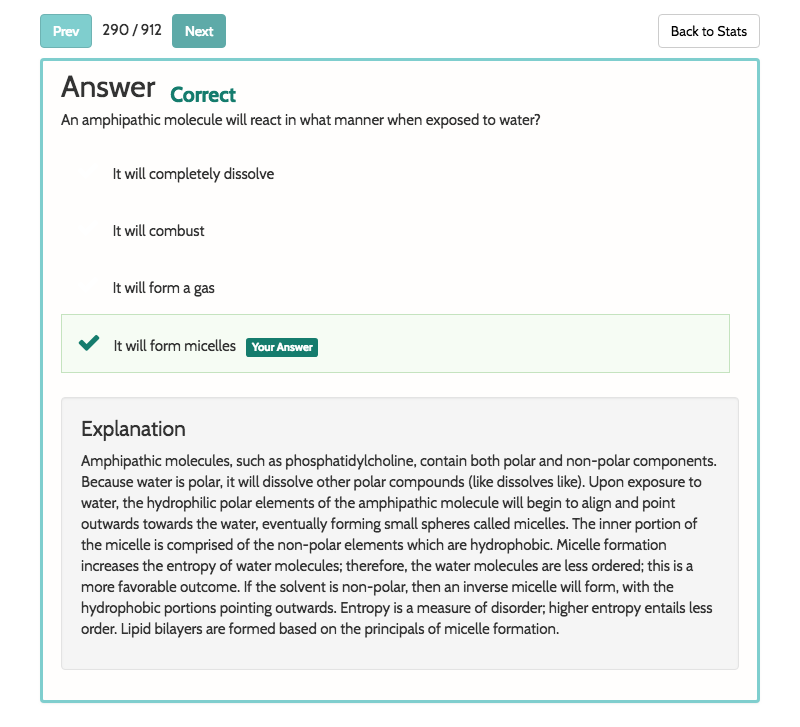 Prev 290 / 912 Next Back to Stats
Answer Correct
An amphipathic molecule will react in what manner when exposed to water?
It will completely dissolve
It will combust
It will form a gas
It will form micelles Your Answer
Explanation
Amphipathic molecules, such as phosphatidylcholine, contain both polar and non-polar components.
Because water is polar, it will dissolve other polar compounds (like dissolves like). Upon exposure to
water, the hydrophilic polar elements of the amphipathic molecule will begin to align and point
outwards towards the water, eventually forming small spheres called micelles. The inner portion of
the micelle is comprised of the non-polar elements which are hydrophobic. Micelle formation
increases the entropy of water molecules; therefore, the water molecules are less ordered; this is a
more favorable outcome. If the solvent is non-polar, then an inverse micelle will form, with the
hydrophobic portions pointing outwards. Entropy is a measure of disorder; higher entropy entails less
order. Lipid bilayers are formed based on the principals of micelle formation.